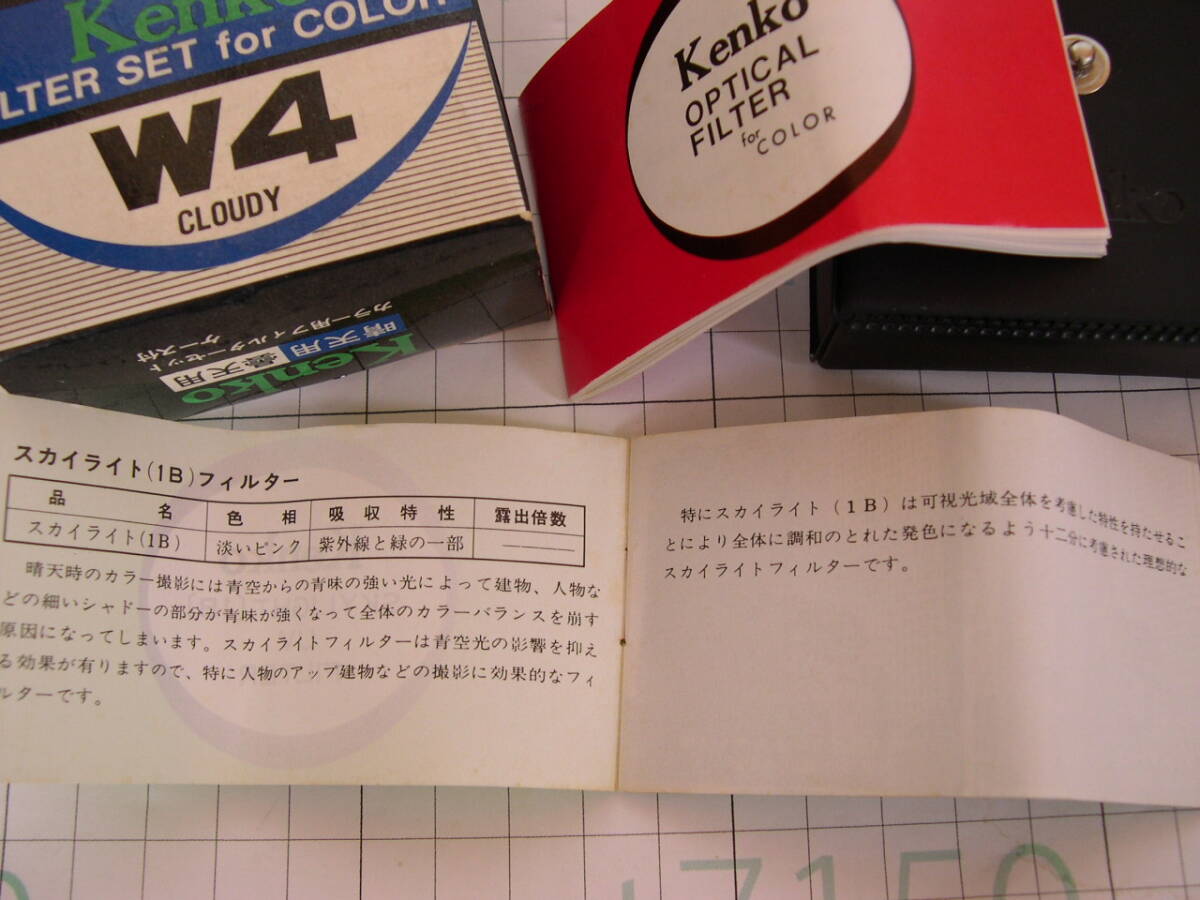 Kenko
LTER SET for COLOR
W4
CLOUDY
Kenko
晴天用 曇天用
カラー用フィルターセット
ケース付
Kenko
OPTICAL
FILTER
for COLOR
スカイライト(1B)フィルター
品名 色相 吸収特性 露出倍数
スカイライト(1B) 淡いピンク 紫外線と緑の一部 ———
晴天時のカラー撮影には青空からの青味の強い光によって建物、人物な
どの細いシャドーの部分が青味が強くなって全体のカラーバランスを崩す
原因になってしまいます。スカイライトフィルターは青空光の影響を抑え
る効果が有りますので、特に人物のアップ建物などの撮影に効果的なフィ
ルターです。
特にスカイライト(1B)は可視光域全体を考慮した特性を持たせるこ
とにより全体に調和のとれた発色になるよう十二分に考慮された理想的な
スカイライトフィルターです。